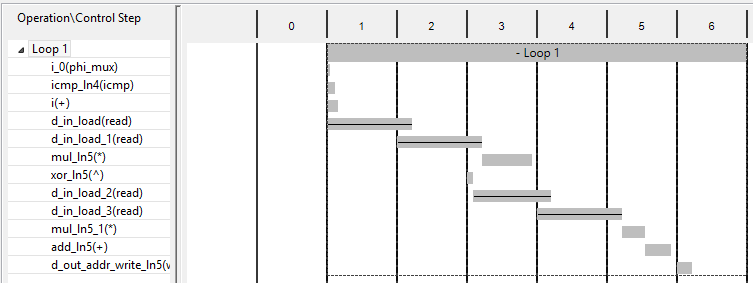 Operation\Control Step 0 1 2 3 4 5 6
Loop 1 - Loop 1
i_0(phi_mux)
icmp_ln4(icmp)
i(+)
d_in_load(read)
d_in_load_1(read)
mul_ln5(*)
xor_ln5(^)
d_in_load_2(read)
d_in_load_3(read)
mul_ln5_1(*)
add_ln5(+)
d_out_addr_write_ln5(w